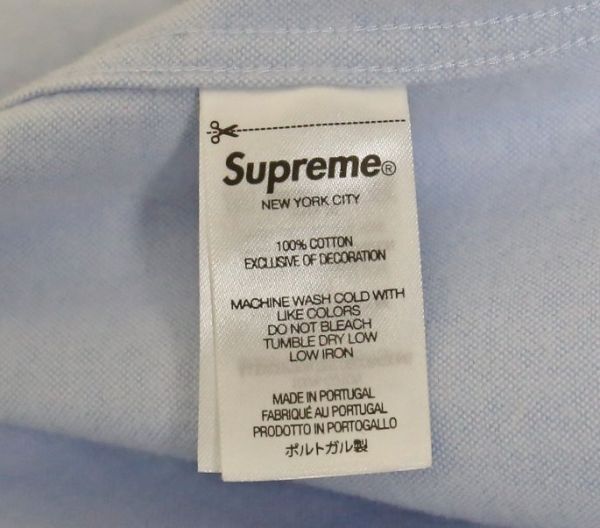 Supreme®
NEW YORK CITY
100% COTTON
EXCLUSIVE OF DECORATION
MACHINE WASH COLD WITH
LIKE COLORS
DO NOT BLEACH
TUMBLE DRY LOW
LOW IRON
MADE IN PORTUGAL
FABRIQUÉ AU PORTUGAL
PRODOTTO IN PORTOGALLO
ポルトガル製